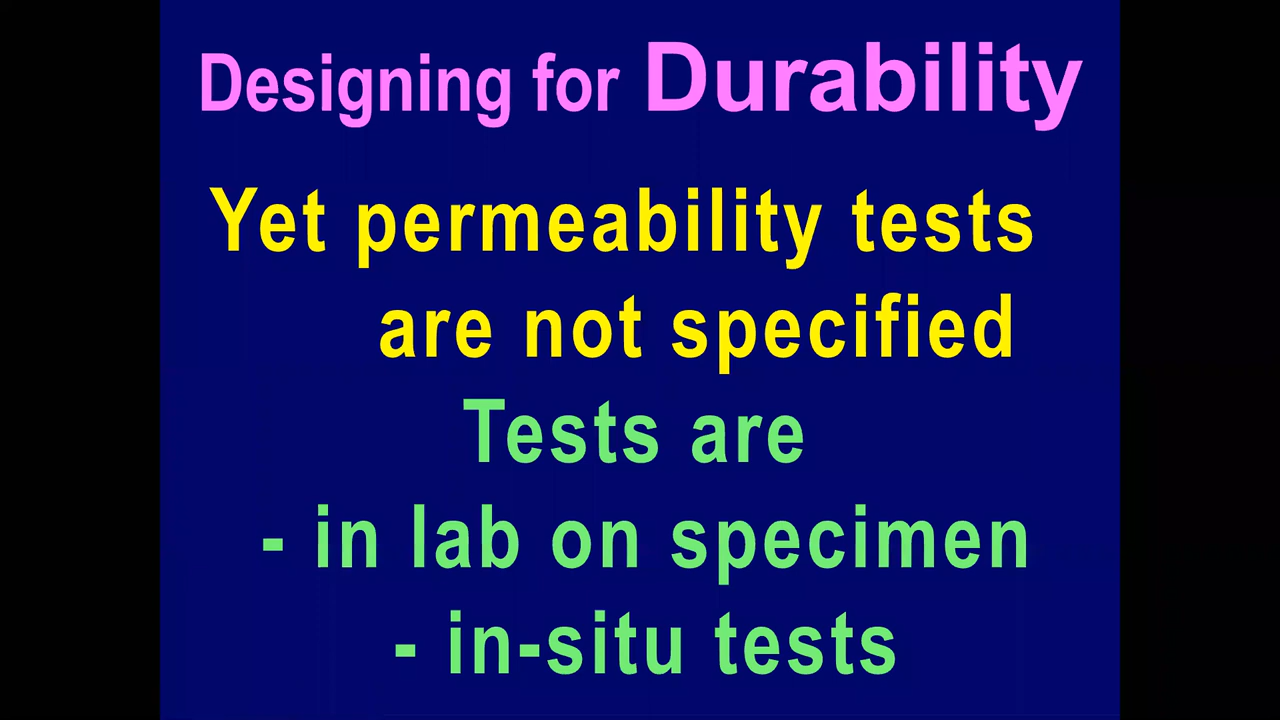 Designing for Durability
Yet permeability tests
are not specified
Tests are
- in lab on specimen
- in-situ tests